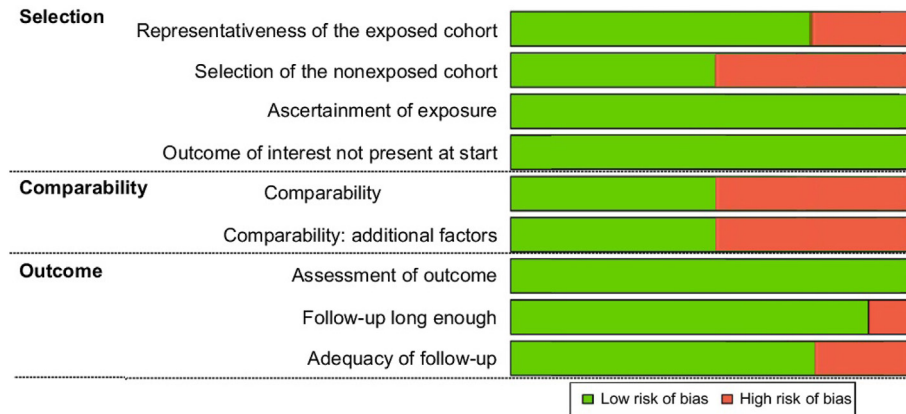 Selection
Representativeness of the exposed cohort
Selection of the nonexposed cohort
Ascertainment of exposure
Outcome of interest not present at start
Comparability
Comparability
Comparability: additional factors
Outcome
Assessment of outcome
Follow-up long enough
Adequacy of follow-up
Low risk of bias High risk of bias